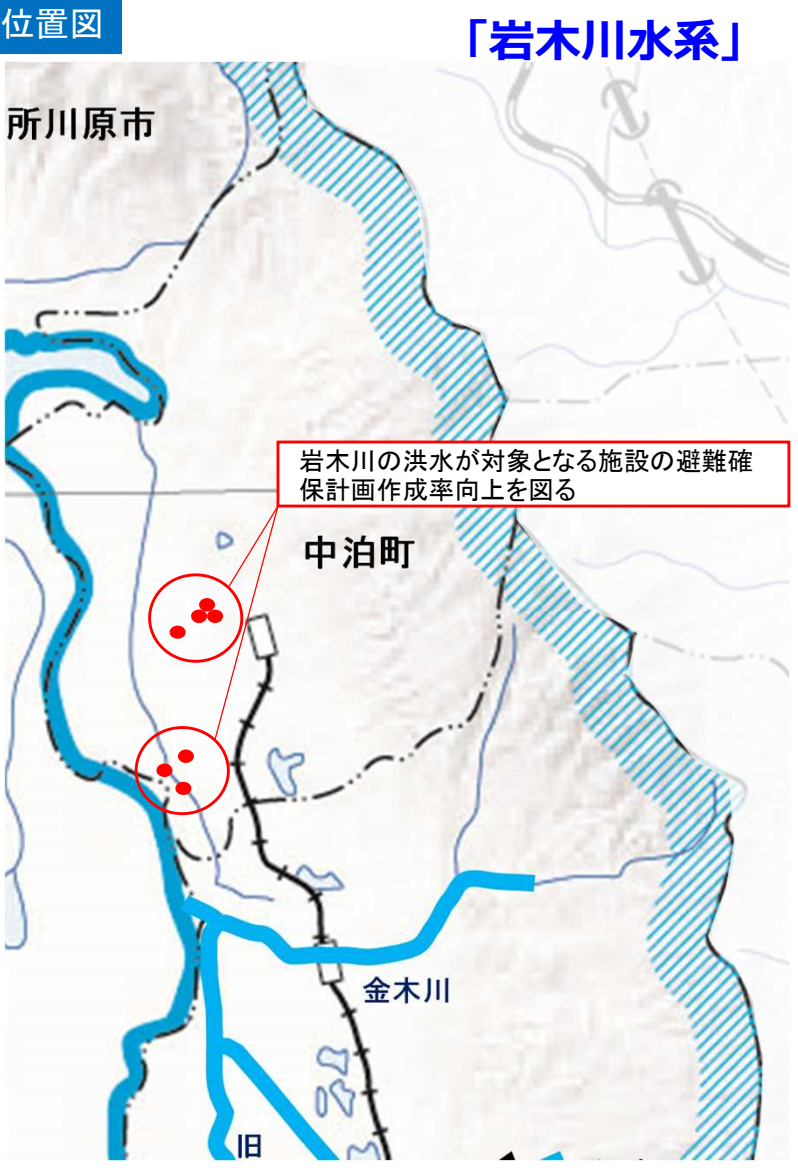 位置図
「岩木川水系」
所川原市
岩木川の洪水が対象となる施設の避難確
保計画作成率向上を図る
中泊町
金木川
旧